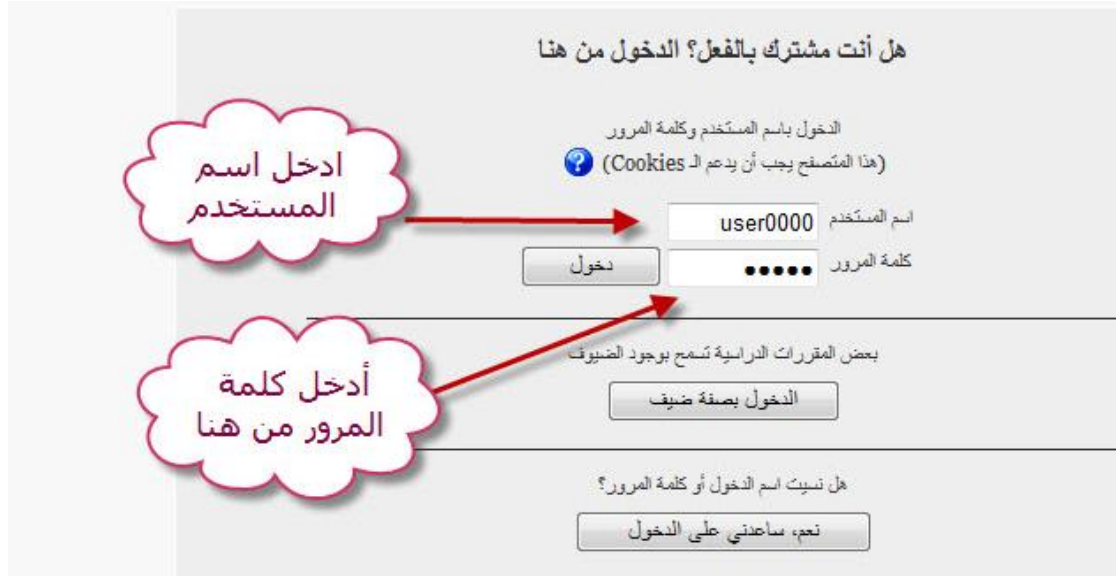 هل أنت مشترك بالفعل؟ الدخول من هنا
الدخول باسم المستخدم وكلمة المرور
(هذا المتصفح يجب أن يدعم الـ Cookies) ?
ادخل اسم
المستخدم
اسم المستخدم user0000
كلمة المرور ●●●●● دخول
أدخل كلمة
المرور من هنا
بعض المقررات الدراسية تسمح بوجود الضيوف
الدخول بصفة ضيف
هل نسيت اسم الدخول أو كلمة المرور؟
نعم، ساعدتي على الدخول